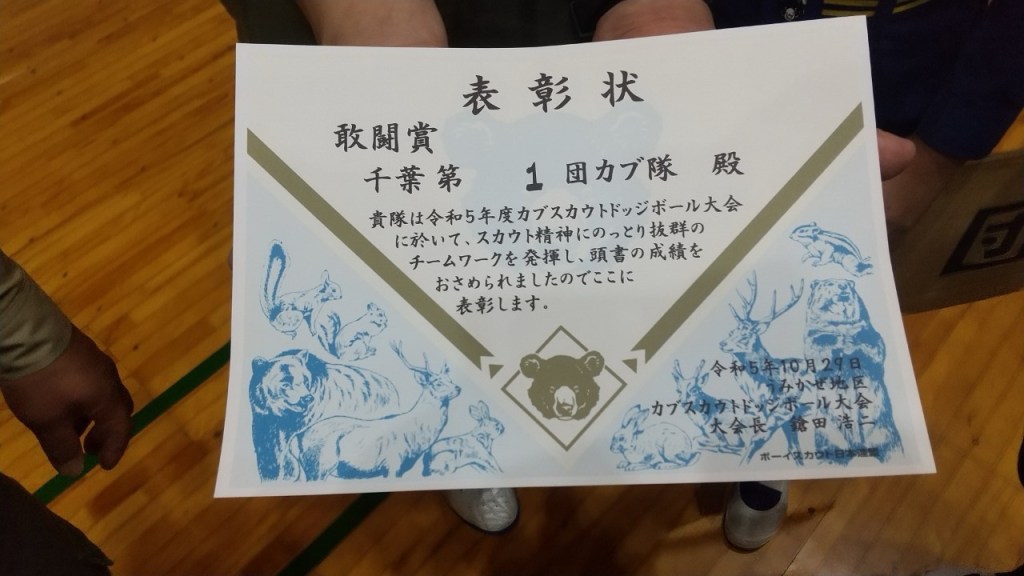 表彰状
敢闘賞
千葉第 1 団カブ隊 殿
貴隊は令和5年度カブスカウトドッジボール大会
に於いて、スカウト精神にのっとり抜群の
チームワークを発揮し、頭書の成績を
おさめられましたのでここに
表彰します。
令和5年10月29日
うみかぜ地区
カブスカウトドッジボール大会
大会長 鎗田 浩一
ボーイスカウト日本連盟
団